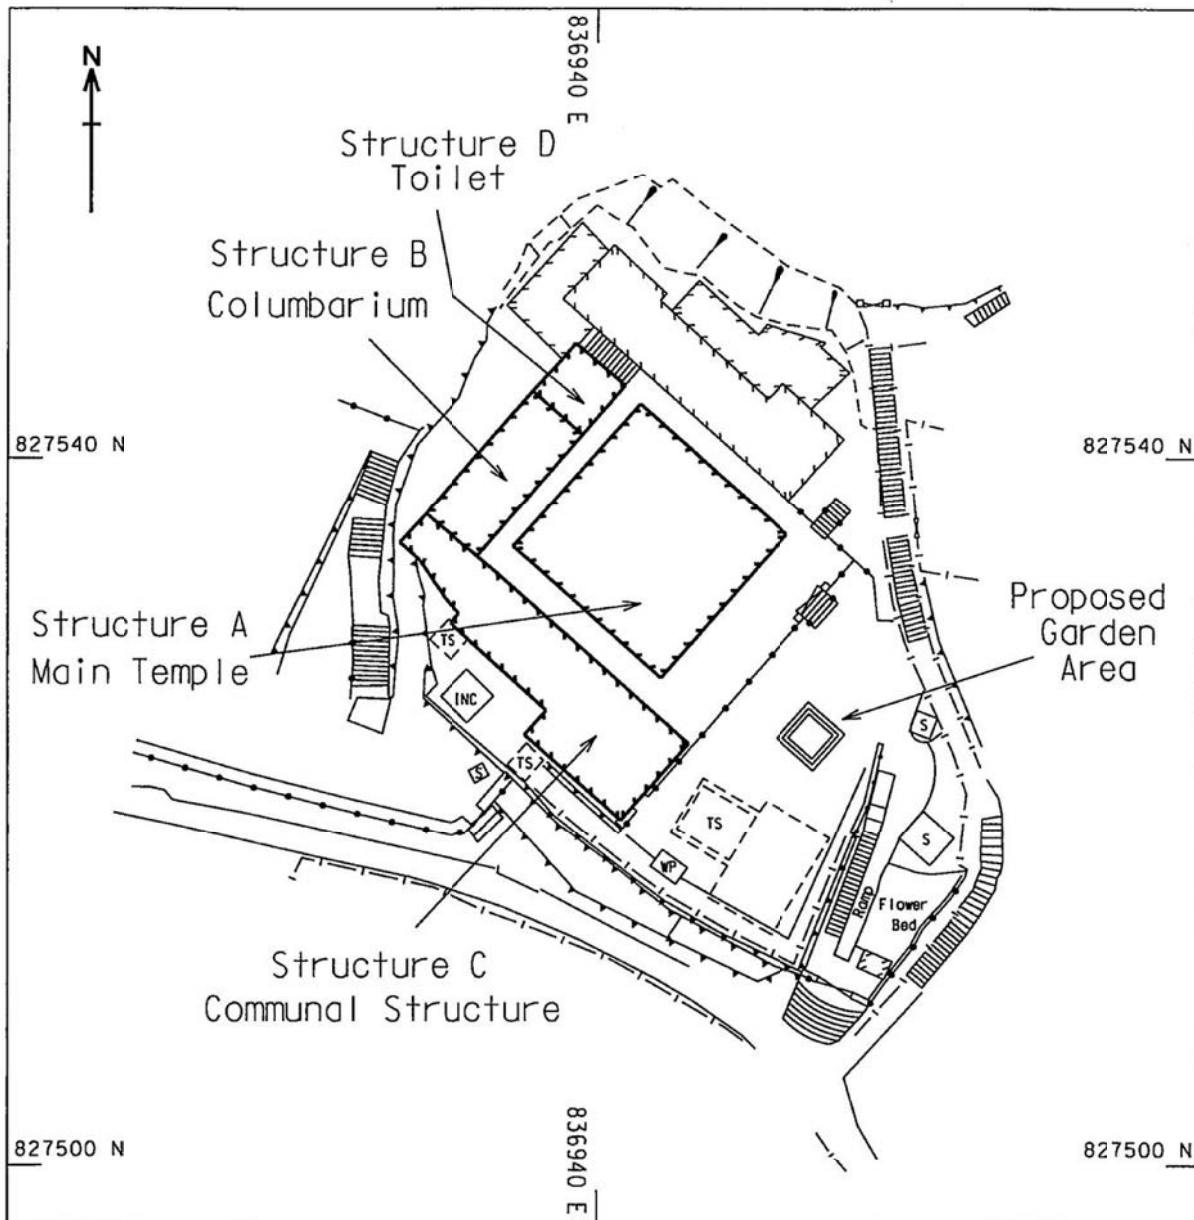 836940 E
N
Structure D
Toilet
Structure B
Columbarium
827540 N
827540 N
Structure A
Main Temple
Proposed
Garden
Area
TS
INC
S
S
TS
TS
S
WP
Ramp
Flower
Bed
Structure C
Communal Structure
836940 E
827500 N
827500 N